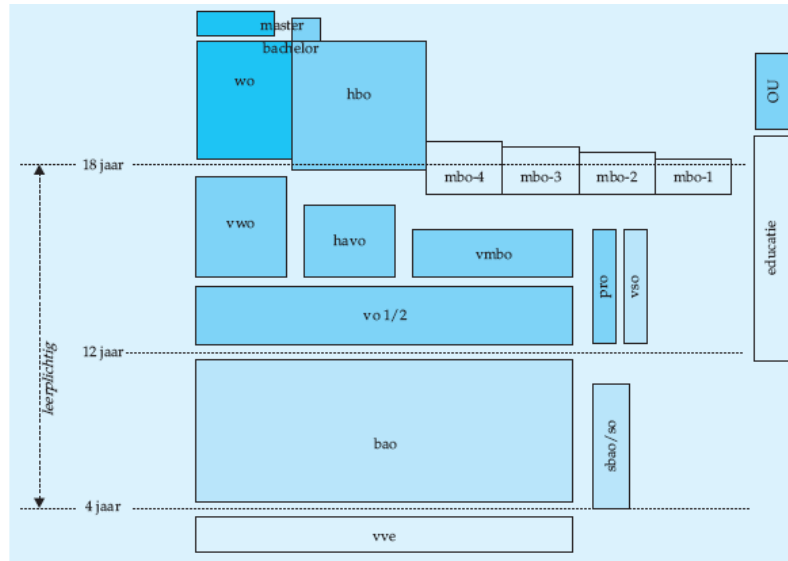 master
bachelor
wo
hbo
OU
18 jaar
mbo-4
mbo-3
mbo-2
mbo-1
vwo
havo
vmbo
pro
vso
educatie
vo 1/2
12 jaar
leerplichtig
bao
sbao/so
4 jaar
vve